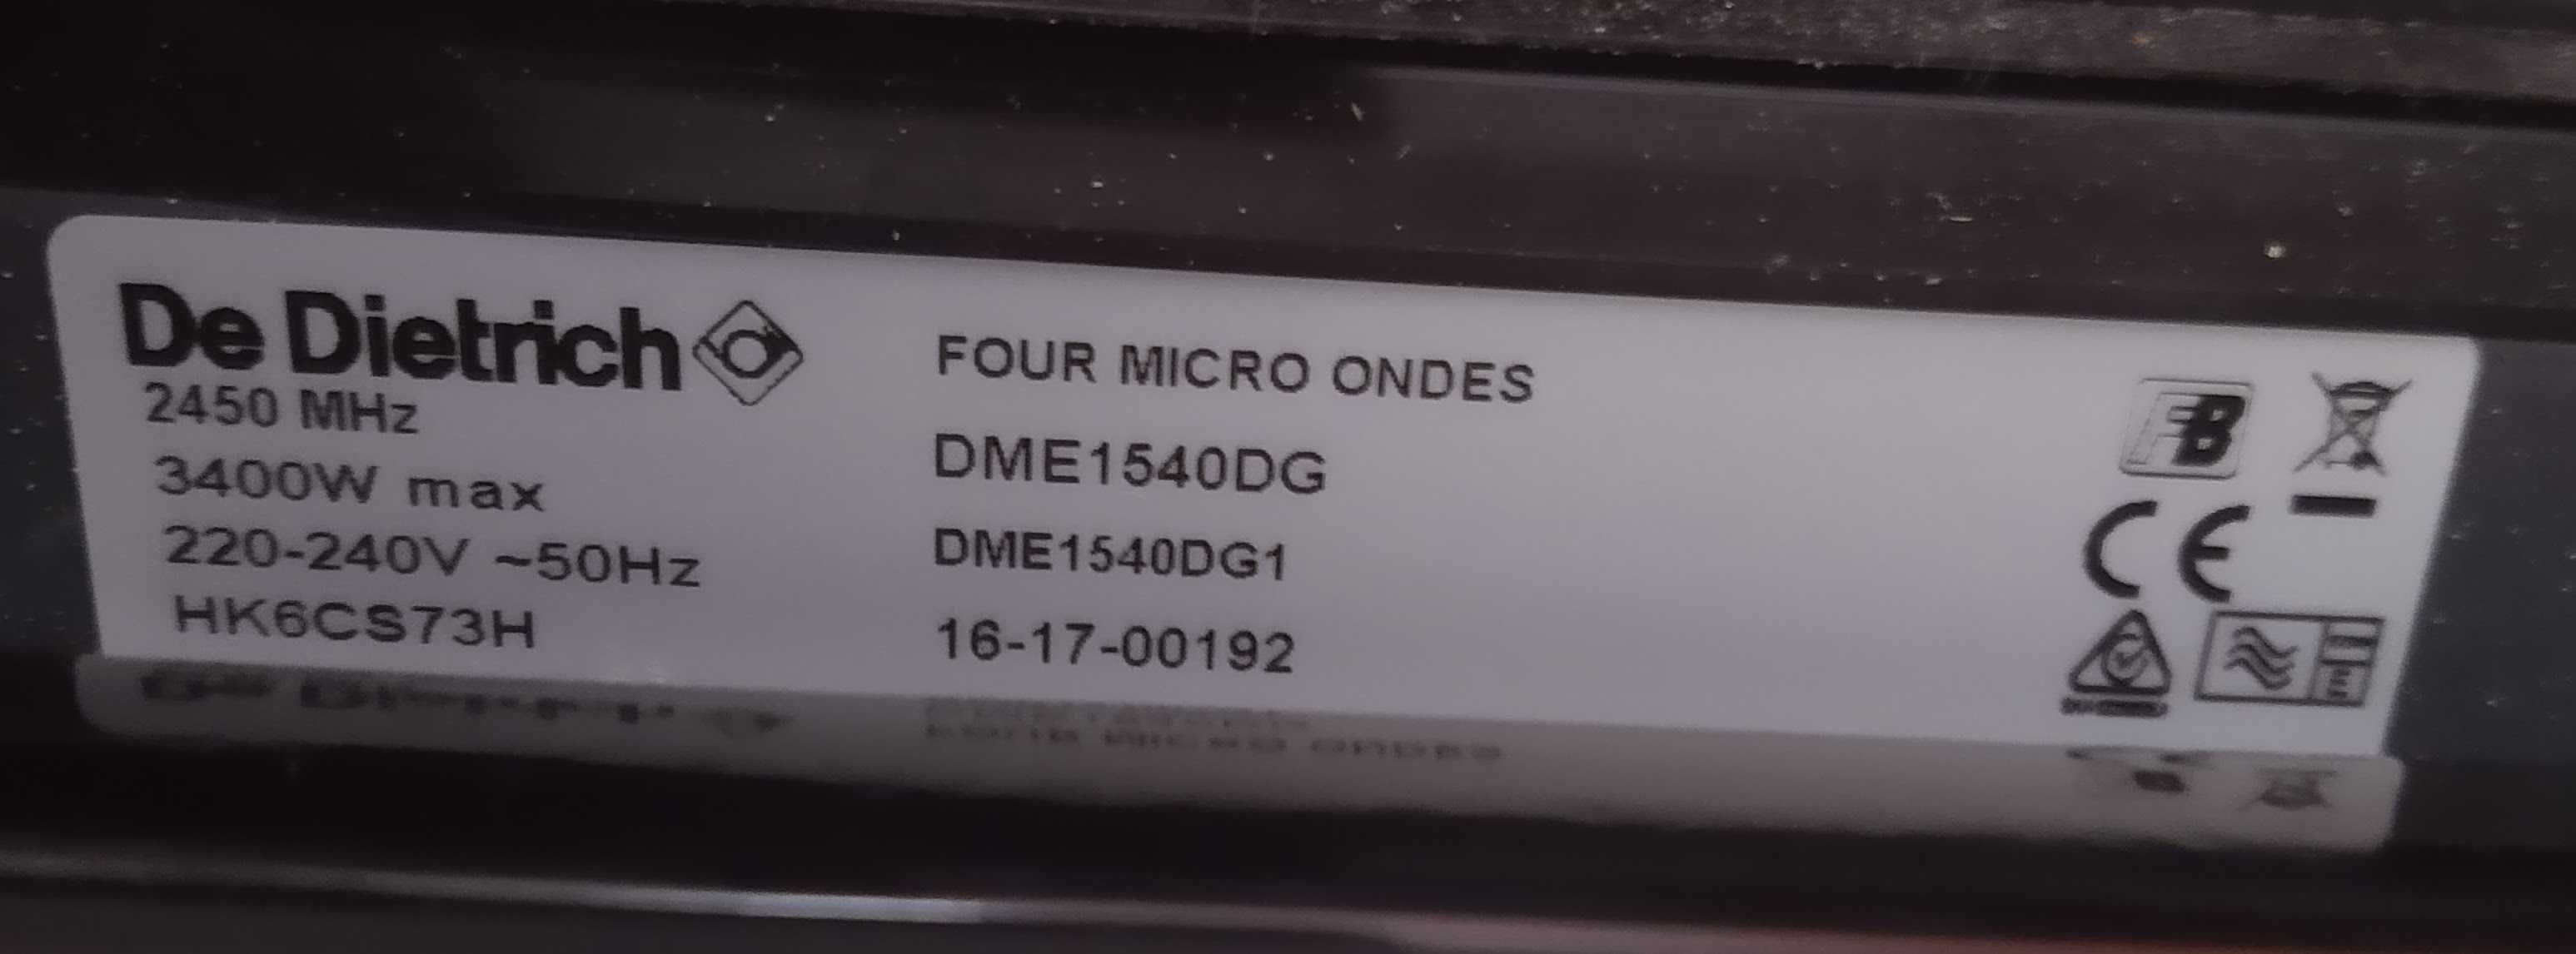 De Dietrich
2450 MHz
3400W max
220-240V ~50Hz
HK6CS73H
FOUR MICRO ONDES
DME1540DG
DME1540DG1
16-17-00192
FB
CE